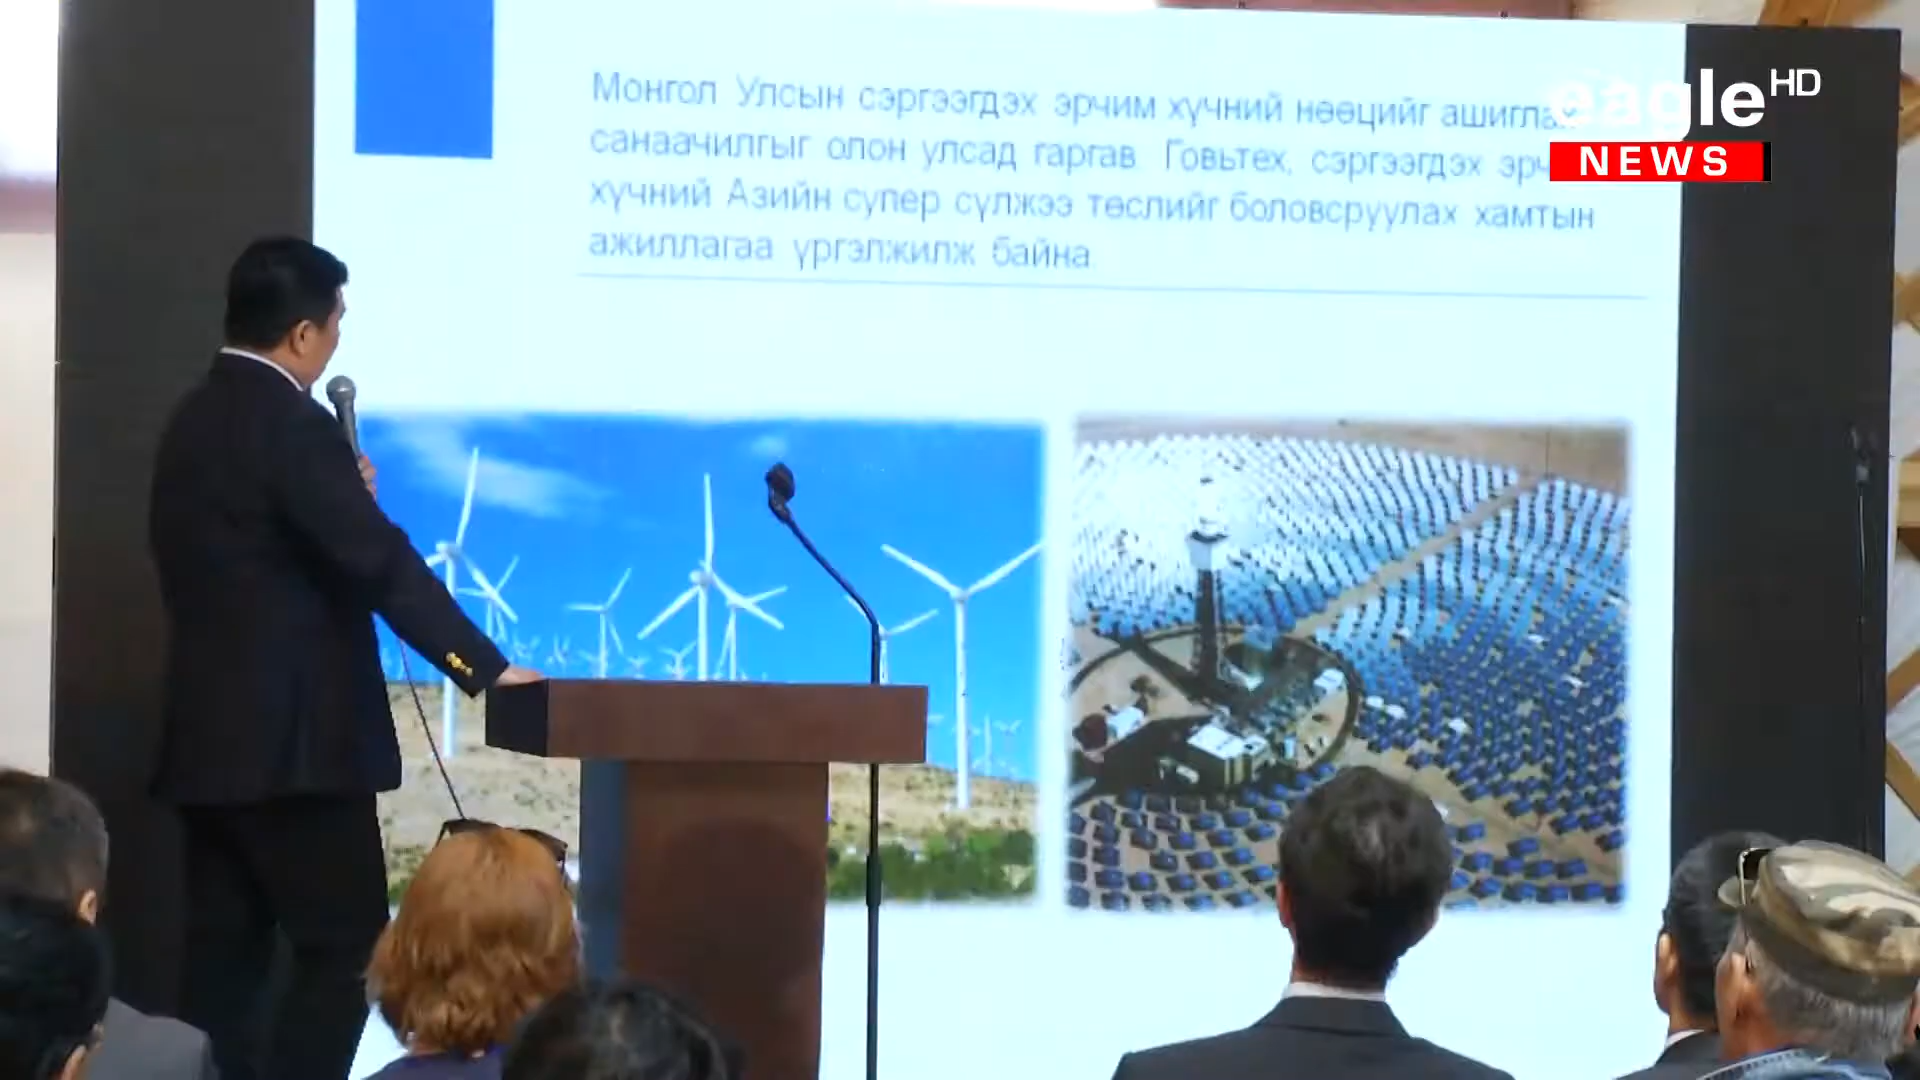 Монгол Улсын сэргээгдэх эрчим хүчний нөөцийг ашиглах
санаачилгыг олон улсад гаргав. Говьтех, сэргээгдэх
хүчний Азийн супер сүлжээ төслийг боловсруулах хамтын
ажиллагаа үргэлжилж байна.
eagle HD
NEWS